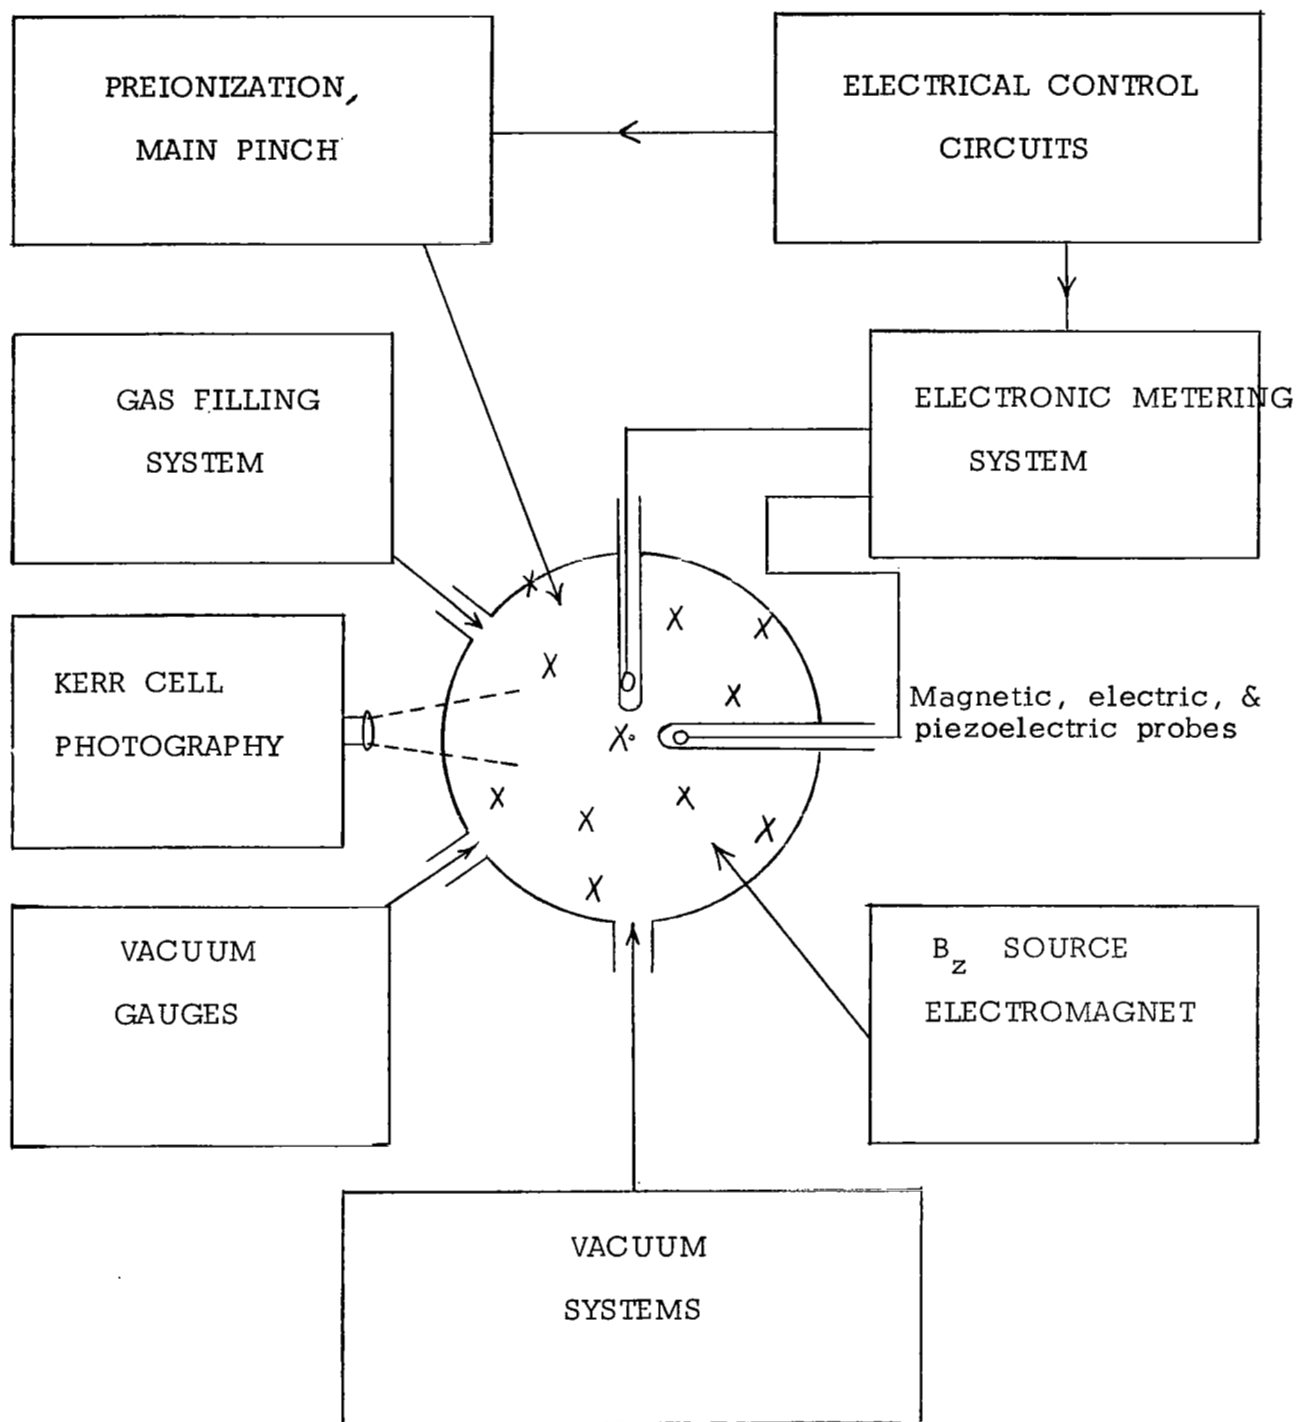 PREIONIZATION,
MAIN PINCH
ELECTRICAL CONTROL
CIRCUITS
GAS FILLING
SYSTEM
ELECTRONIC METERING
SYSTEM
KERR CELL
PHOTOGRAPHY
Magnetic, electric, &
piezoelectric probes
X
X
X
X
X
X
X
X
X
X
X
VACUUM
GAUGES
B_z SOURCE
ELECTROMAGNET
VACUUM
SYSTEMS